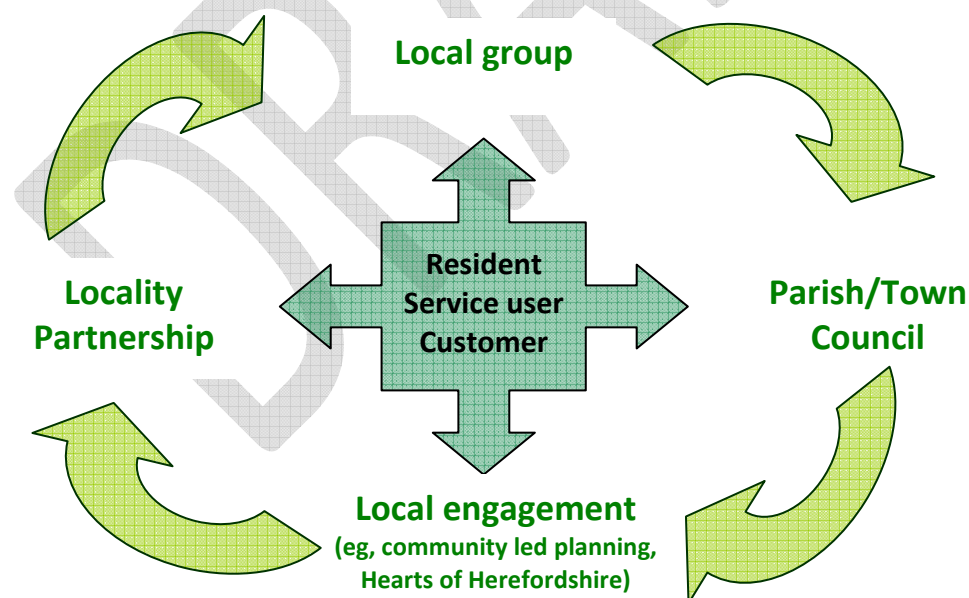 Local group
Resident
Service user
Customer
Locality
Partnership
Parish/Town
Council
Local engagement
(eg, community led planning,
Hearts of Herefordshire)